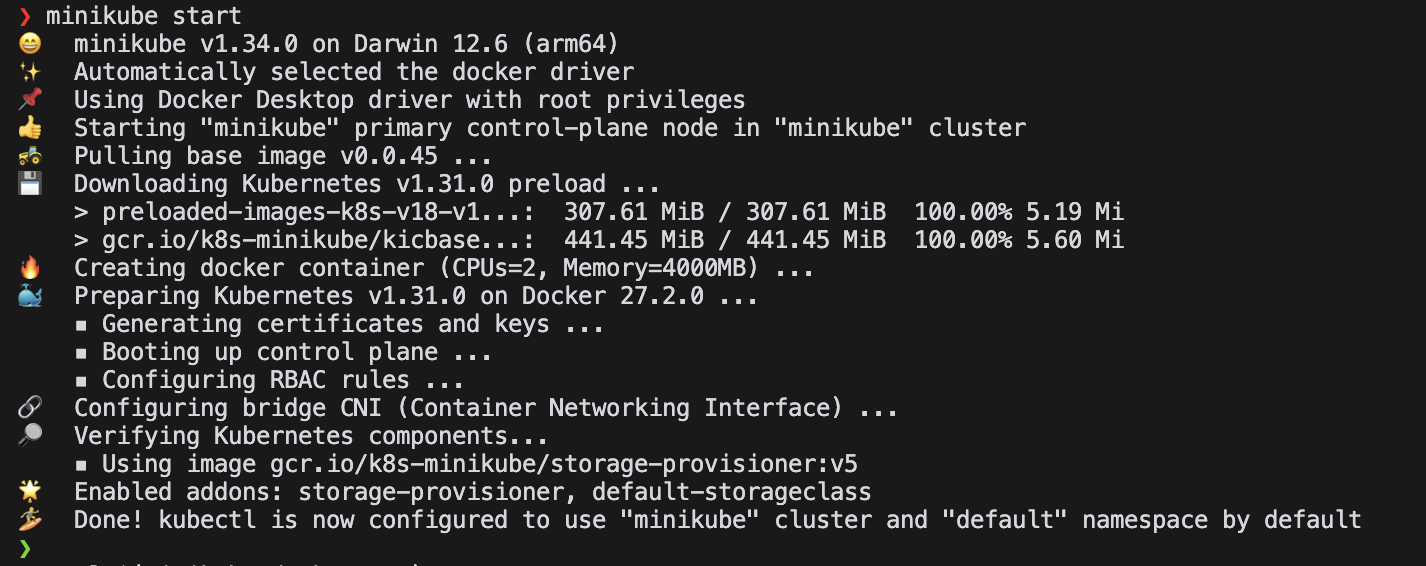 ❯ minikube start
😄 minikube v1.34.0 on Darwin 12.6 (arm64)
✨ Automatically selected the docker driver
📌 Using Docker Desktop driver with root privileges
👍 Starting "minikube" primary control-plane node in "minikube" cluster
🚜 Pulling base image v0.0.45 ...
💾 Downloading Kubernetes v1.31.0 preload ...
> preloaded-images-k8s-v18-v1...: 307.61 MiB / 307.61 MiB 100.00% 5.19 Mi
> gcr.io/k8s-minikube/kicbase...: 441.45 MiB / 441.45 MiB 100.00% 5.60 Mi
🔥 Creating docker container (CPUs=2, Memory=4000MB) ...
🐳 Preparing Kubernetes v1.31.0 on Docker 27.2.0 ...
▪ Generating certificates and keys ...
▪ Booting up control plane ...
▪ Configuring RBAC rules ...
🔗 Configuring bridge CNI (Container Networking Interface) ...
🔎 Verifying Kubernetes components...
▪ Using image gcr.io/k8s-minikube/storage-provisioner:v5
🌟 Enabled addons: storage-provisioner, default-storageclass
🏄 Done! kubectl is now configured to use "minikube" cluster and "default" namespace by default
❯